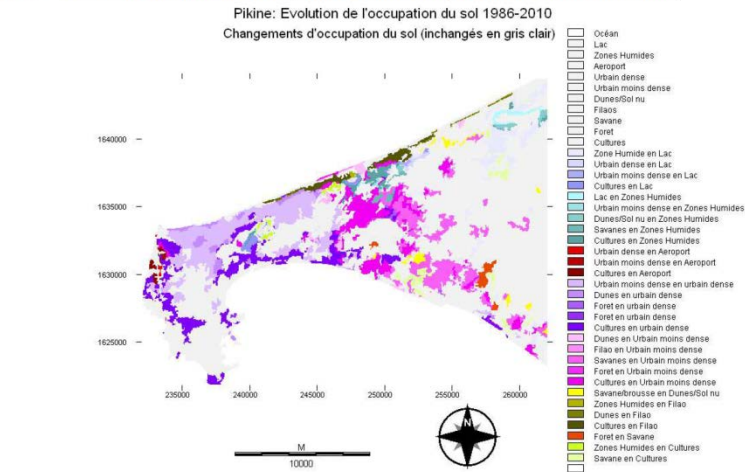 Pikine: Evolution de l'occupation du sol 1986-2010
Changements d'occupation du sol (inchangés en gris clair)
Océan
Lac
Zones Humides
Aeroport
Urbain dense
Urbain moins dense
Dunes/Sol nu
Filaos
Savane
Foret
Cultures
Zone Humide en Lac
Urbain dense en Lac
Urbain moins dense en Lac
Cultures en Lac
Lac en Zones Humides
Urbain moins dense en Zones Humides
Dunes/Sol nu en Zones Humides
Savanes en Zones Humides
Cultures en Zones Humides
Urbain dense en Aeroport
Urbain moins dense en Aeroport
Cultures en Aeroport
Urbain moins dense en urbain dense
Dunes en urbain dense
Foret en urbain dense
Foret en urbain dense
Cultures en urbain dense
Dunes en Urbain moins dense
Filao en Urbain moins dense
Savanes en Urbain moins dense
Foret en Urbain moins dense
Cultures en Urbain moins dense
Savane/brousse en Dunes/Sol nu
Zones Humides en Filao
Dunes en Filao
Cultures en Filao
Foret en Savane
Zones Humides en Cultures
Savane en Cultures
1640000
1635000
1630000
1625000
235000 240000 245000 250000 255000 260000
M
10000
N